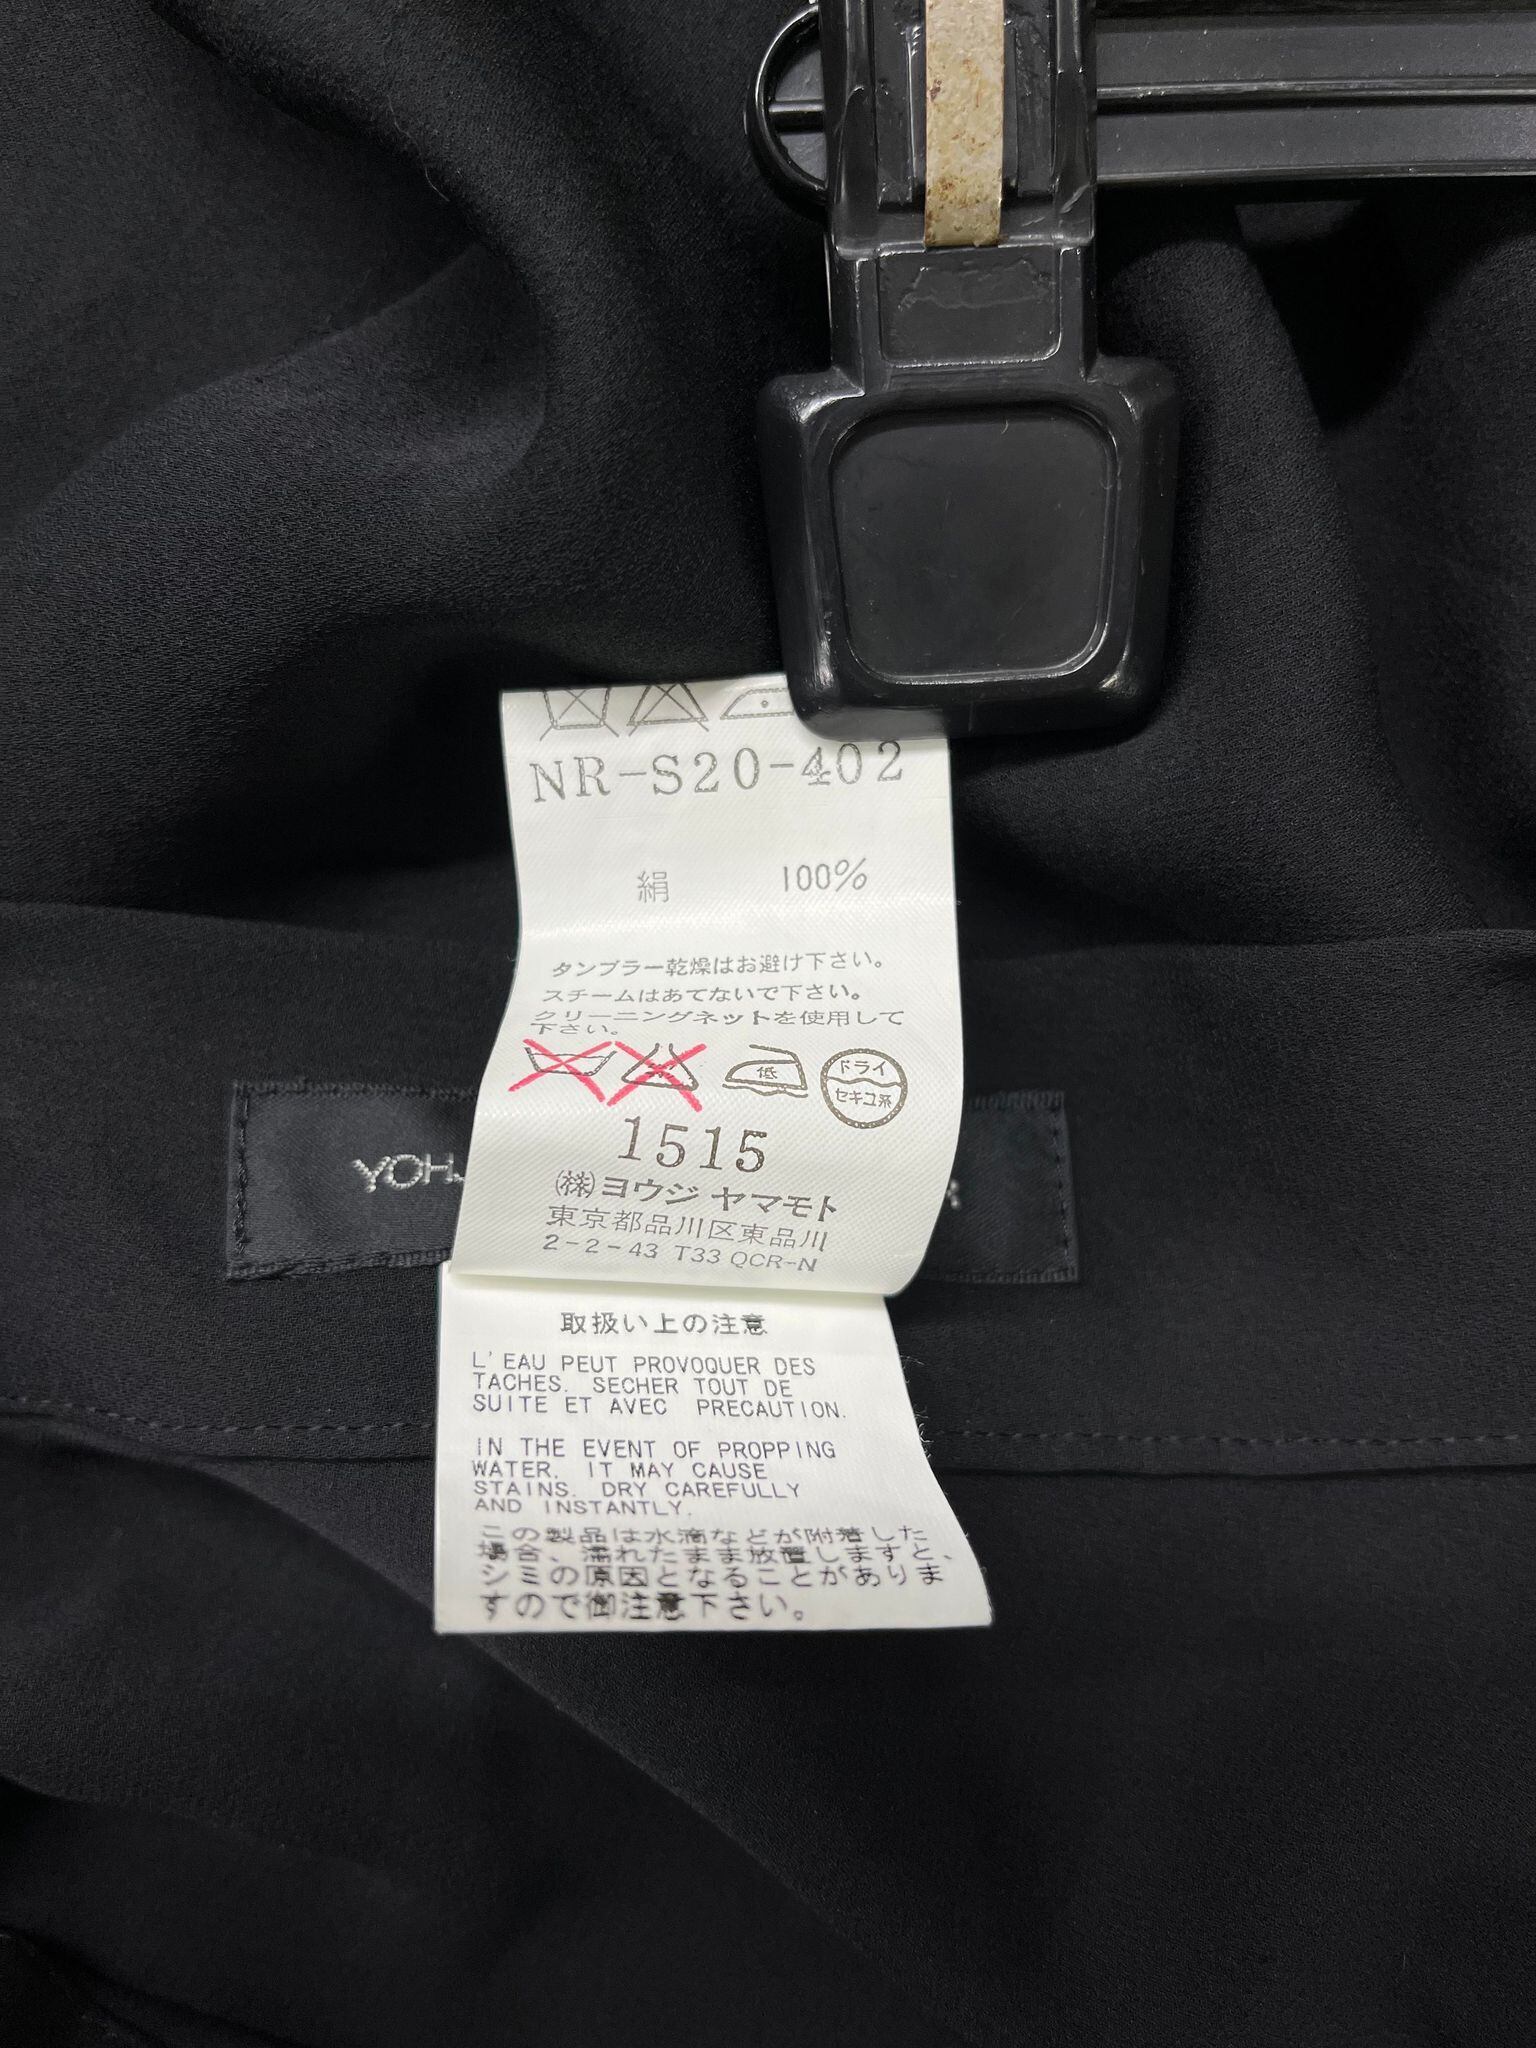 NR-S20-402
絹 100%
タンブラー乾燥はお避け下さい。
スチームはあてないで下さい。
クリーニングネットを使用して
下さい。
低
ドライ
セキユ系
1515
㈱ヨウジ ヤマモト
東京都品川区東品川
2-2-43 T33 QCR-N
取扱い上の注意
L'EAU PEUT PROVOQUER DES
TACHES. SECHER TOUT DE
SUITE ET AVEC PRECAUTION.
IN THE EVENT OF PROPPING
WATER. IT MAY CAUSE
STAINS. DRY CAREFULLY
AND INSTANTLY.
この製品は水滴などが附着した
場合、濡れたまま放置しますと、
シミの原因となることがありま
すので御注意下さい。